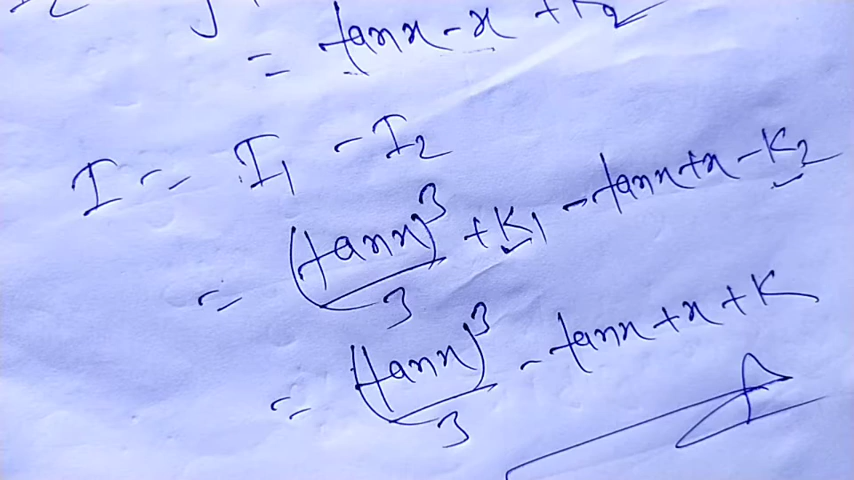 = tanx - x + K2
I = I1 - I2
= (tanx)^3/3 + K1 - tanx + x - K2
= (tanx)^3/3 - tanx + x + K